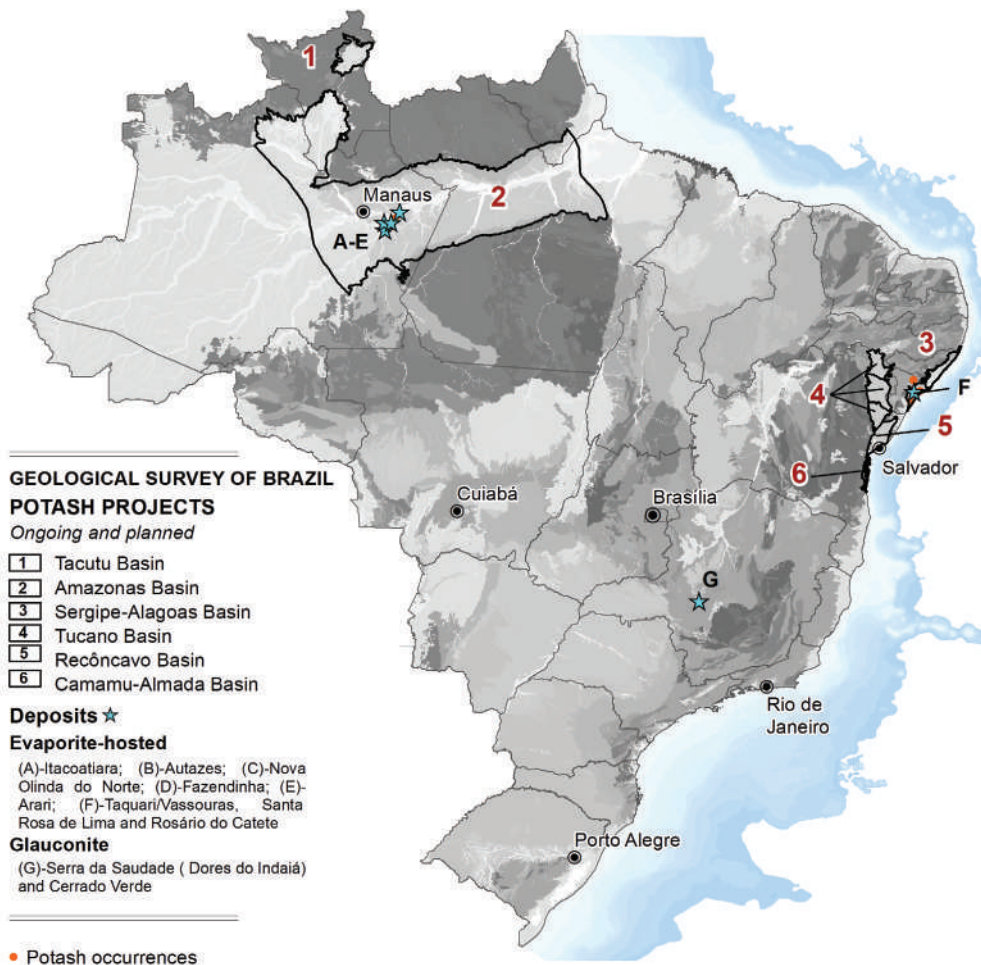 1
Manaus
2
A-E
3
4
F
5
Salvador
6
Cuiabá
Brasília
G
Rio de
Janeiro
Porto Alegre
GEOLOGICAL SURVEY OF BRAZIL
POTASH PROJECTS
Ongoing and planned
1 Tacutu Basin
2 Amazonas Basin
3 Sergipe-Alagoas Basin
4 Tucano Basin
5 Recôncavo Basin
6 Camamu-Almada Basin
Deposits
Evaporite-hosted
(A)-Itacoatiara; (B)-Autazes; (C)-Nova
Olinda do Norte; (D)-Fazendinha; (E)-
Arari; (F)-Taquari/Vassouras, Santa
Rosa de Lima and Rosário do Catete
Glauconite
(G)-Serra da Saudade ( Dores do Indaiá)
and Cerrado Verde
Potash occurrences